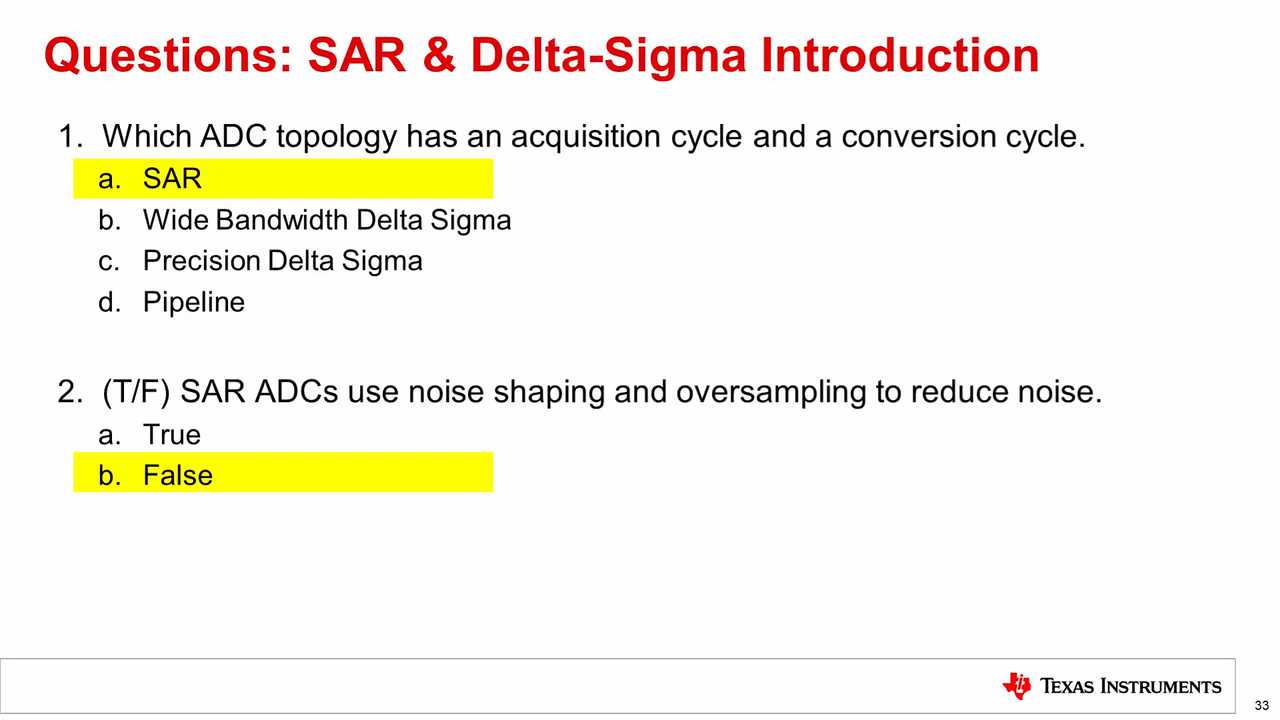 Questions: SAR & Delta-Sigma Introduction
1. Which ADC topology has an acquisition cycle and a conversion cycle.
a. SAR
b. Wide Bandwidth Delta Sigma
c. Precision Delta Sigma
d. Pipeline
2. (T/F) SAR ADCs use noise shaping and oversampling to reduce noise.
a. True
b. False
TEXAS INSTRUMENTS
33